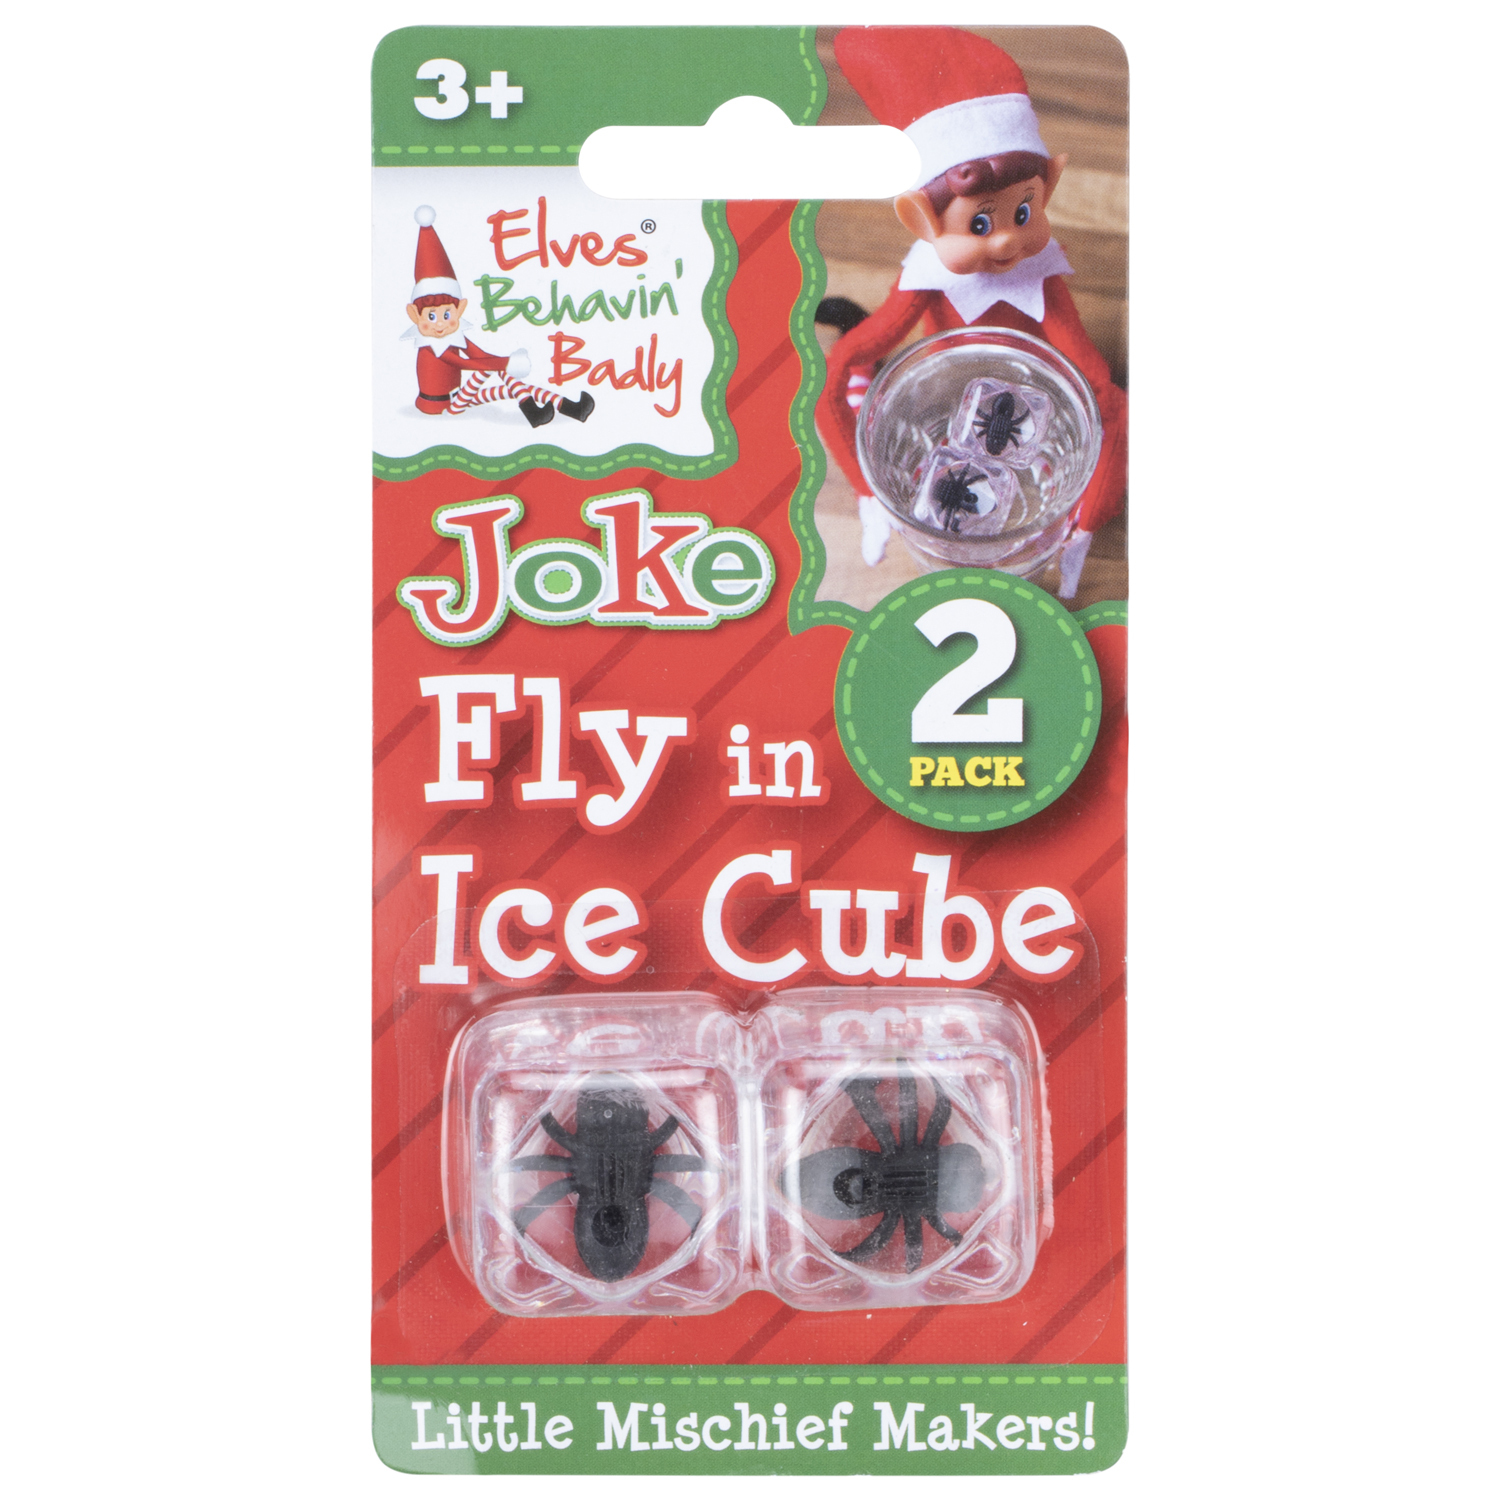 3+
Elves®
Behavin'
Badly
Joke
Fly in
Ice Cube
2
PACK
Little Mischief Makers!